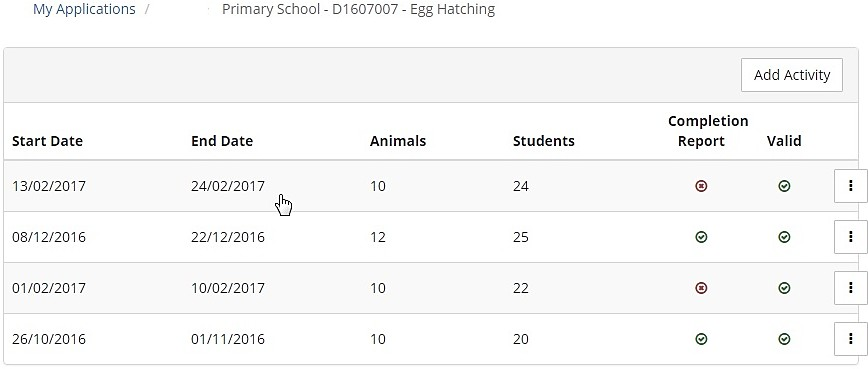 My Applications / Primary School - D1607007 - Egg Hatching
Add Activity
Start Date End Date Animals Students Completion Report Valid
13/02/2017 24/02/2017 10 24
08/12/2016 22/12/2016 12 25
01/02/2017 10/02/2017 10 22
26/10/2016 01/11/2016 10 20